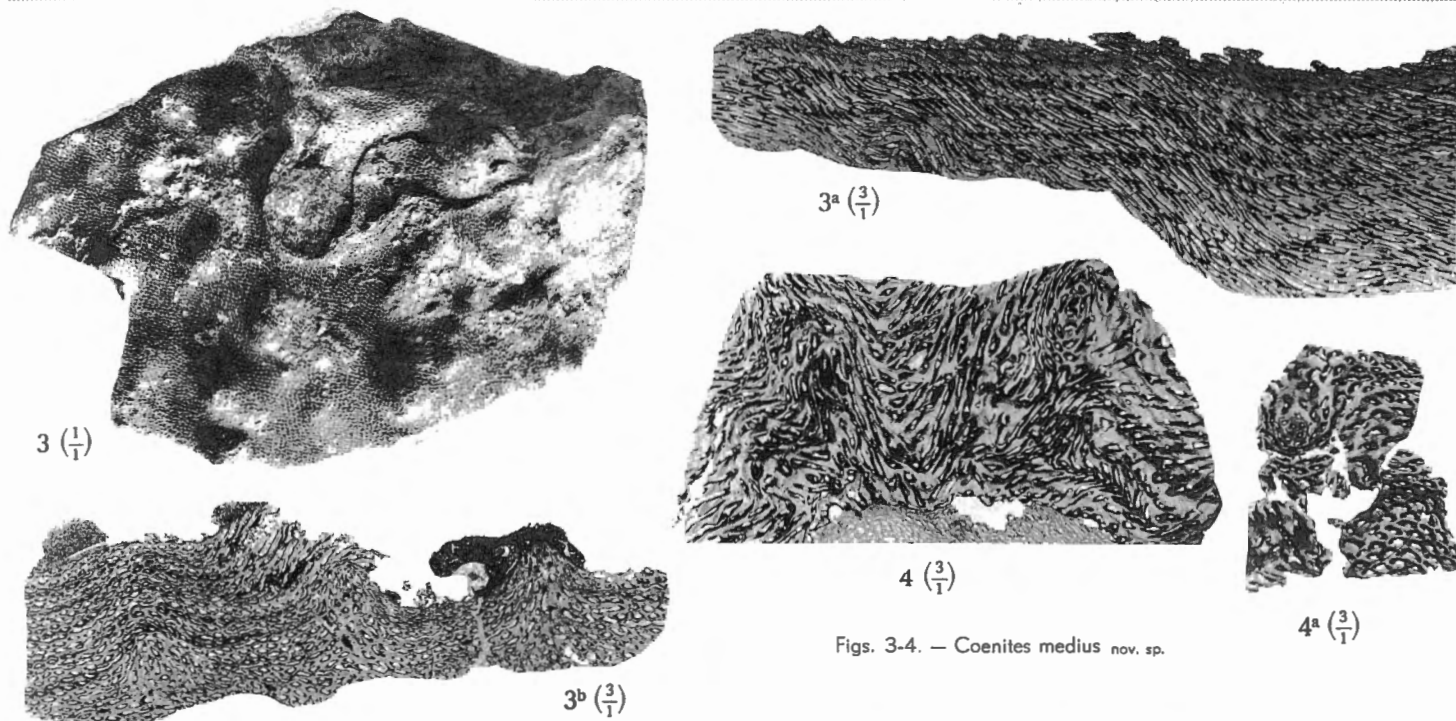 3 (1/1)
3ᵃ (3/1)
3ᵇ (3/1)
4 (3/1)
4ᵃ (3/1)
Figs. 3-4. — Coenites medius nov. sp.